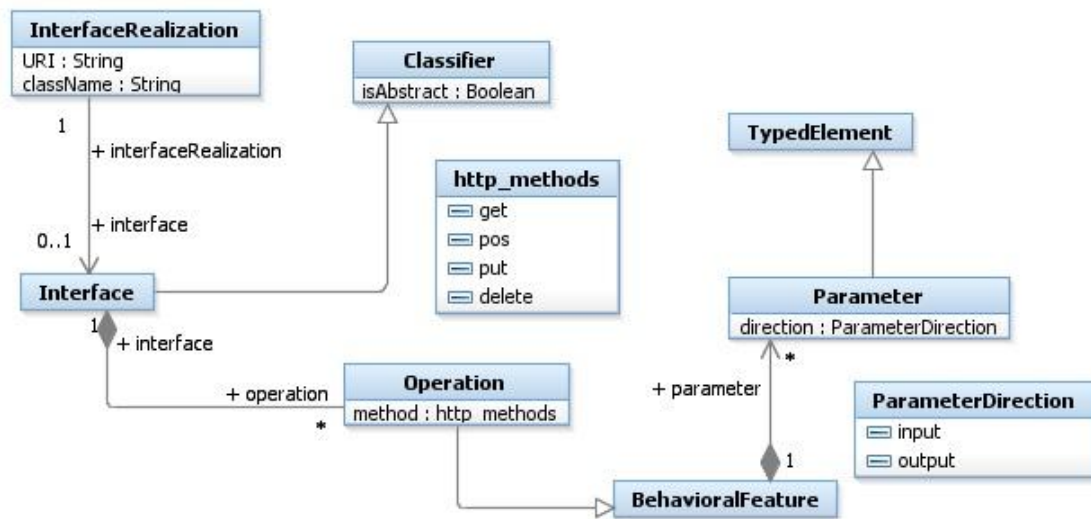 InterfaceRealization
URI : String
className : String
1
+ interfaceRealization
+ interface
0..1
Interface
Classifier
isAbstract : Boolean
http_methods
get
pos
put
delete
TypedElement
Parameter
direction : ParameterDirection
*
+ parameter
1
ParameterDirection
input
output
1
+ interface
+ operation
*
Operation
method : http_methods
BehavioralFeature